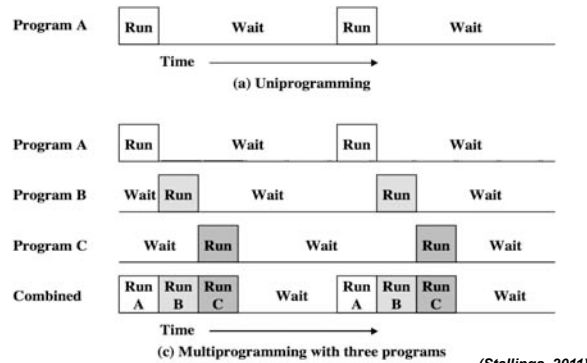 Program A Run Wait Run Wait
Time
(a) Uniprogramming
Program A Run Wait Run Wait
Program B Wait Run Wait Run Wait
Program C Wait Run Wait Run Wait
Combined Run A Run B Run C Wait Run A Run B Run C Wait
Time
(c) Multiprogramming with three programs
(Stallings, 2011)